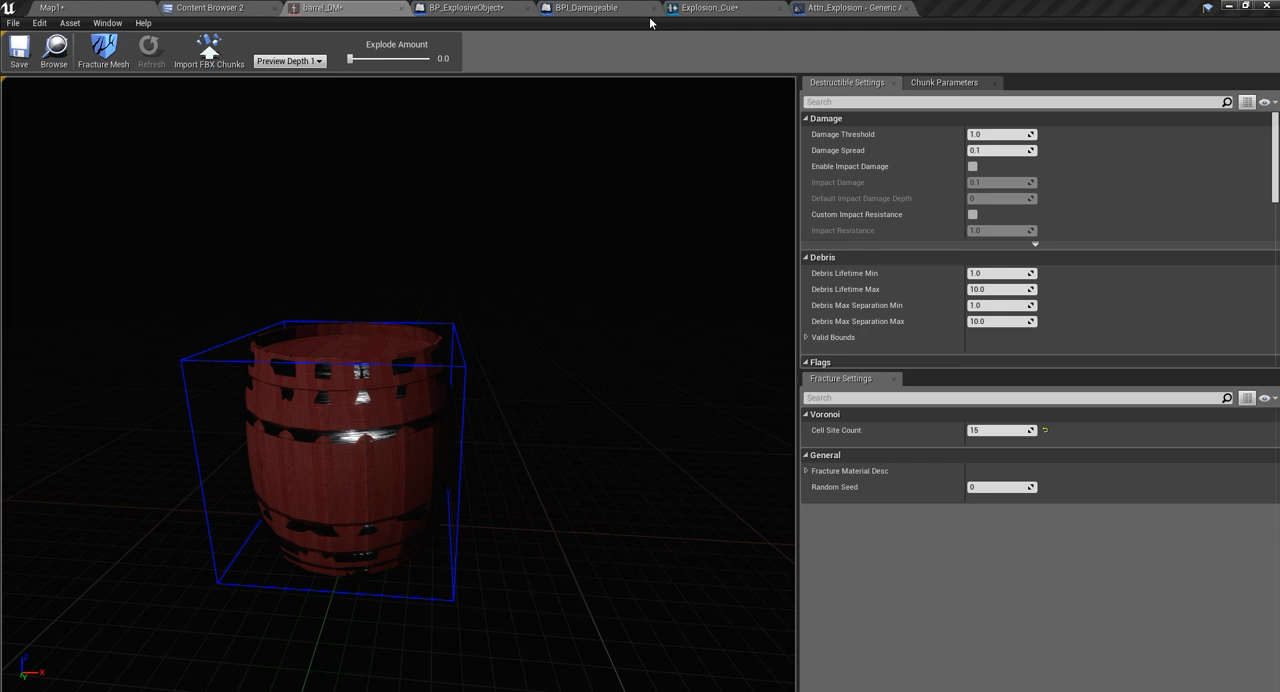 Map1*
Content Browser 2
barrel_DM*
BP_ExplosiveObject*
BPI_Damageable
Explosion_Cue*
Attn_Explosion - Generic A
File Edit Asset Window Help
Save
Browse
Fracture Mesh
Refresh
Import FBX Chunks
Preview Depth 1
Explode Amount
0.0
Destructible Settings
Chunk Parameters
Search
Damage
Damage Threshold 1.0
Damage Spread 0.1
Enable Impact Damage
Impact Damage 0.1
Default Impact Damage Depth 0
Custom Impact Resistance
Impact Resistance 1.0
Debris
Debris Lifetime Min 1.0
Debris Lifetime Max 10.0
Debris Max Separation Min 1.0
Debris Max Separation Max 10.0
Valid Bounds
Flags
Fracture Settings
Search
Voronoi
Cell Site Count 15
General
Fracture Material Desc
Random Seed 0
X